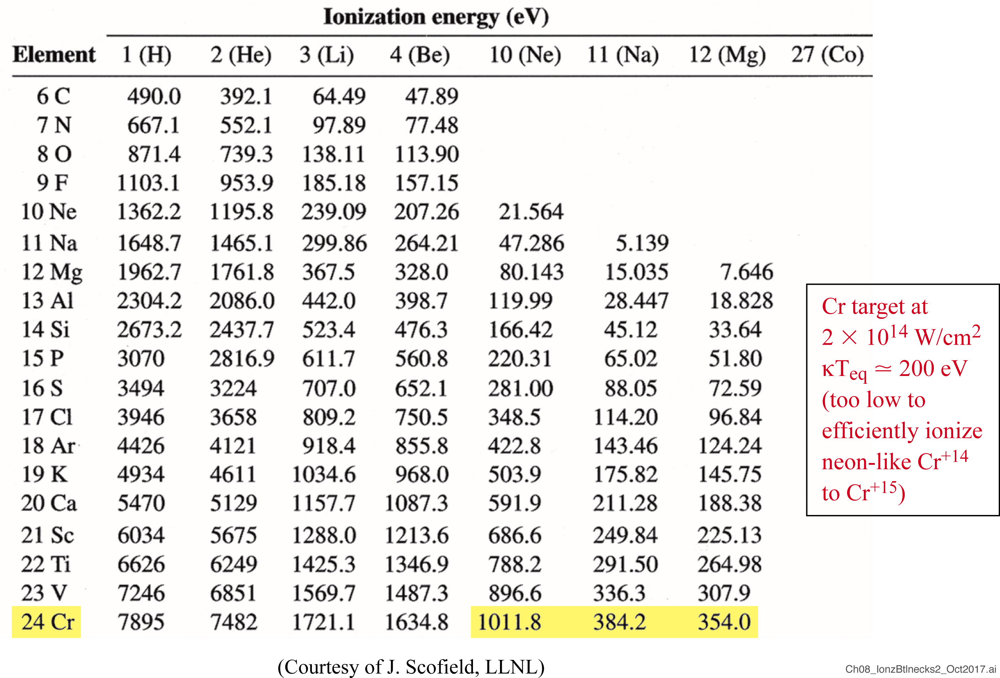 Ionization energy (eV)
Element 1 (H) 2 (He) 3 (Li) 4 (Be) 10 (Ne) 11 (Na) 12 (Mg) 27 (Co)
6 C 490.0 392.1 64.49 47.89
7 N 667.1 552.1 97.89 77.48
8 O 871.4 739.3 138.11 113.90
9 F 1103.1 953.9 185.18 157.15
10 Ne 1362.2 1195.8 239.09 207.26 21.564
11 Na 1648.7 1465.1 299.86 264.21 47.286 5.139
12 Mg 1962.7 1761.8 367.5 328.0 80.143 15.035 7.646
13 Al 2304.2 2086.0 442.0 398.7 119.99 28.447 18.828
14 Si 2673.2 2437.7 523.4 476.3 166.42 45.12 33.64
15 P 3070 2816.9 611.7 560.8 220.31 65.02 51.80
16 S 3494 3224 707.0 652.1 281.00 88.05 72.59
17 Cl 3946 3658 809.2 750.5 348.5 114.20 96.84
18 Ar 4426 4121 918.4 855.8 422.8 143.46 124.24
19 K 4934 4611 1034.6 968.0 503.9 175.82 145.75
20 Ca 5470 5129 1157.7 1087.3 591.9 211.28 188.38
21 Sc 6034 5675 1288.0 1213.6 686.6 249.84 225.13
22 Ti 6626 6249 1425.3 1346.9 788.2 291.50 264.98
23 V 7246 6851 1569.7 1487.3 896.6 336.3 307.9
24 Cr 7895 7482 1721.1 1634.8 1011.8 384.2 354.0
Cr target at
2 × 10¹⁴ W/cm²
κTeq ≃ 200 eV
(too low to
efficiently ionize
neon-like Cr⁺¹⁴
to Cr⁺¹⁵)
(Courtesy of J. Scofield, LLNL)
Ch08_IonzBtlnecks2_Oct2017.ai